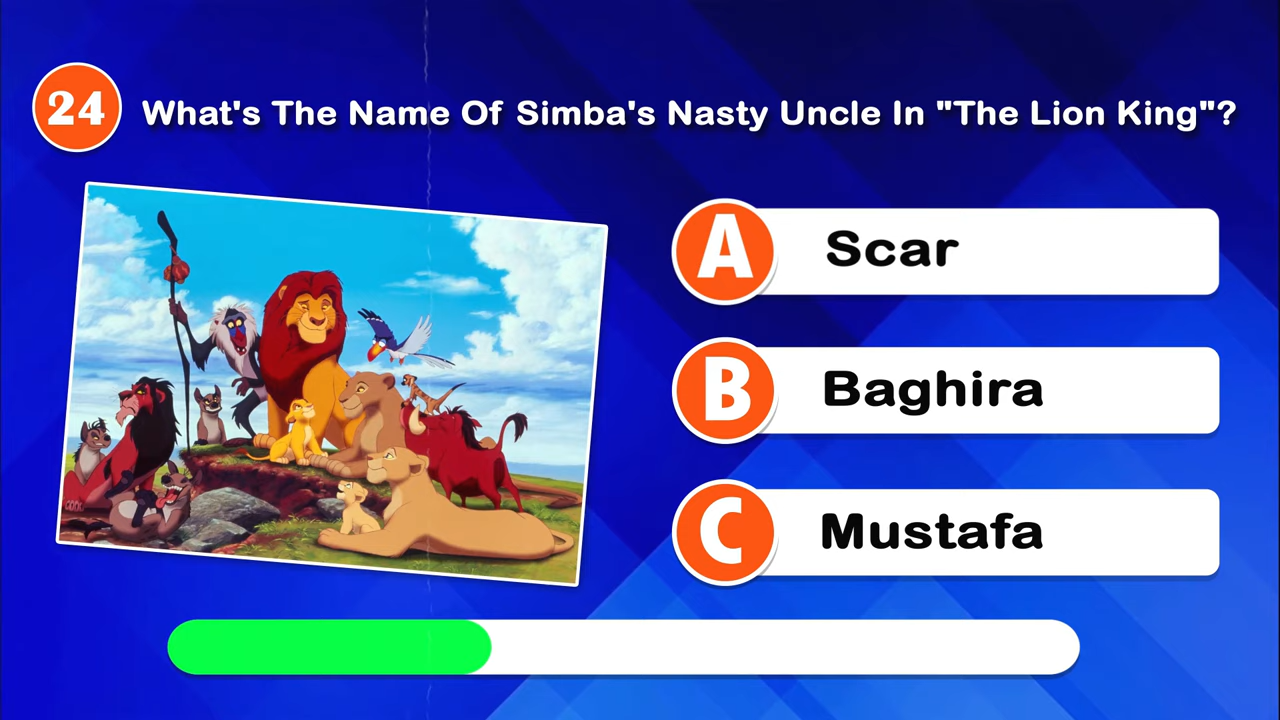 24 What's The Name Of Simba's Nasty Uncle In "The Lion King"?
A Scar
B Baghira
C Mustafa